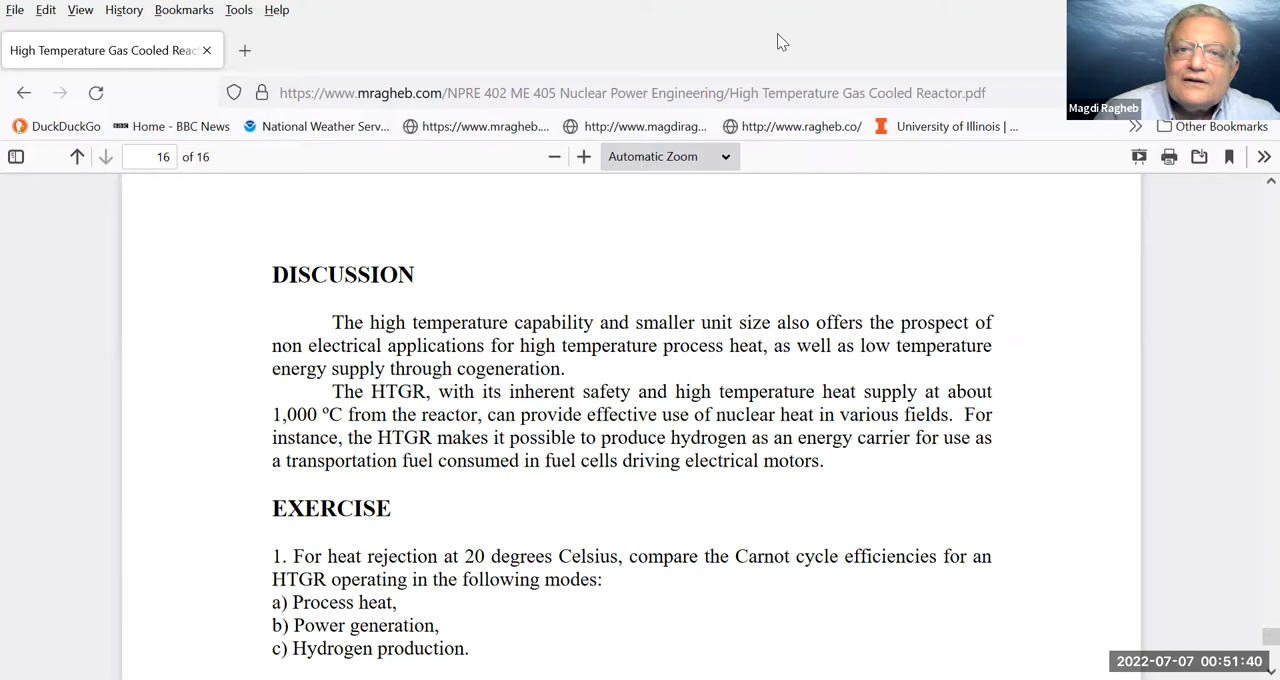 File Edit View History Bookmarks Tools Help
High Temperature Gas Cooled Reac
https://www.mragheb.com/NPRE 402 ME 405 Nuclear Power Engineering/High Temperature Gas Cooled Reactor.pdf
Magdi Ragheb
DuckDuckGo BBC Home - BBC News National Weather Serv... https://www.mragheb.... http://www.magdirag... http://www.ragheb.co/ University of Illinois | ... Other Bookmarks
16 of 16 Automatic Zoom
DISCUSSION
The high temperature capability and smaller unit size also offers the prospect of
non electrical applications for high temperature process heat, as well as low temperature
energy supply through cogeneration.
The HTGR, with its inherent safety and high temperature heat supply at about
1,000 ºC from the reactor, can provide effective use of nuclear heat in various fields. For
instance, the HTGR makes it possible to produce hydrogen as an energy carrier for use as
a transportation fuel consumed in fuel cells driving electrical motors.
EXERCISE
1. For heat rejection at 20 degrees Celsius, compare the Carnot cycle efficiencies for an
HTGR operating in the following modes:
a) Process heat,
b) Power generation,
c) Hydrogen production.
2022-07-07 00:51:40